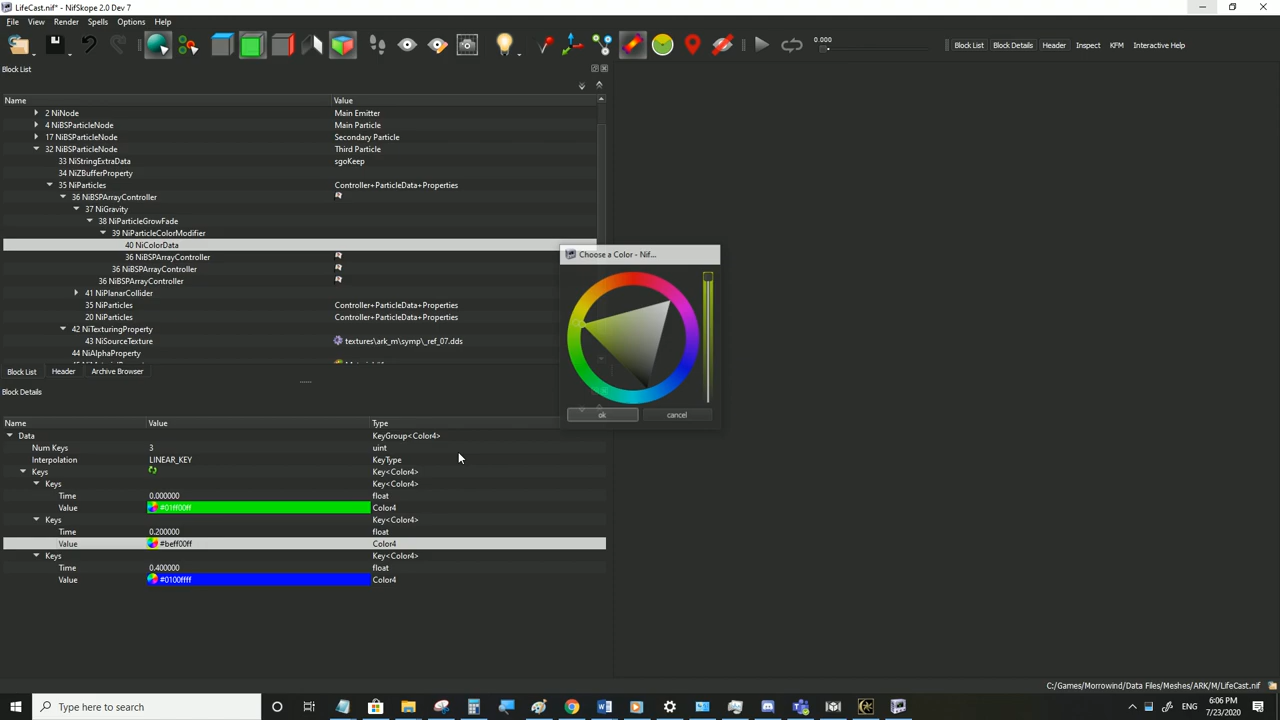 LifeCast.nif* - NifSkope 2.0 Dev 7
File View Render Spells Options Help
0.000
Block List Block Details Header Inspect KFM Interactive Help
Block List
Name Value
2 NiNode Main Emitter
4 NiBSParticleNode Main Particle
17 NiBSParticleNode Secondary Particle
32 NiBSParticleNode Third Particle
33 NiStringExtraData sgoKeep
34 NiZBufferProperty
35 NiParticles Controller+ParticleData+Properties
36 NiBSPArrayController
37 NiGravity
38 NiParticleGrowFade
39 NiParticleColorModifier
40 NiColorData
36 NiBSPArrayController
36 NiBSPArrayController
36 NiBSPArrayController
41 NiPlanarCollider
35 NiParticles Controller+ParticleData+Properties
20 NiParticles Controller+ParticleData+Properties
42 NiTexturingProperty
43 NiSourceTexture textures\ark_m\symp\_ref_07.dds
44 NiAlphaProperty
Choose a Color - Nif...
ok cancel
Block List Header Archive Browser
Block Details
Name Value Type
Data KeyGroup<Color4>
Num Keys 3 uint
Interpolation LINEAR_KEY KeyType
Keys Key<Color4>
Keys Key<Color4>
Time 0.000000 float
Value #01ff00ff Color4
Keys Key<Color4>
Time 0.200000 float
Value #beff00ff Color4
Keys Key<Color4>
Time 0.400000 float
Value #0100ffff Color4
C:/Games/Morrowind/Data Files/Meshes/ARK/M/LifeCast.nif
Type here to search
ENG
6:06 PM
7/23/2020